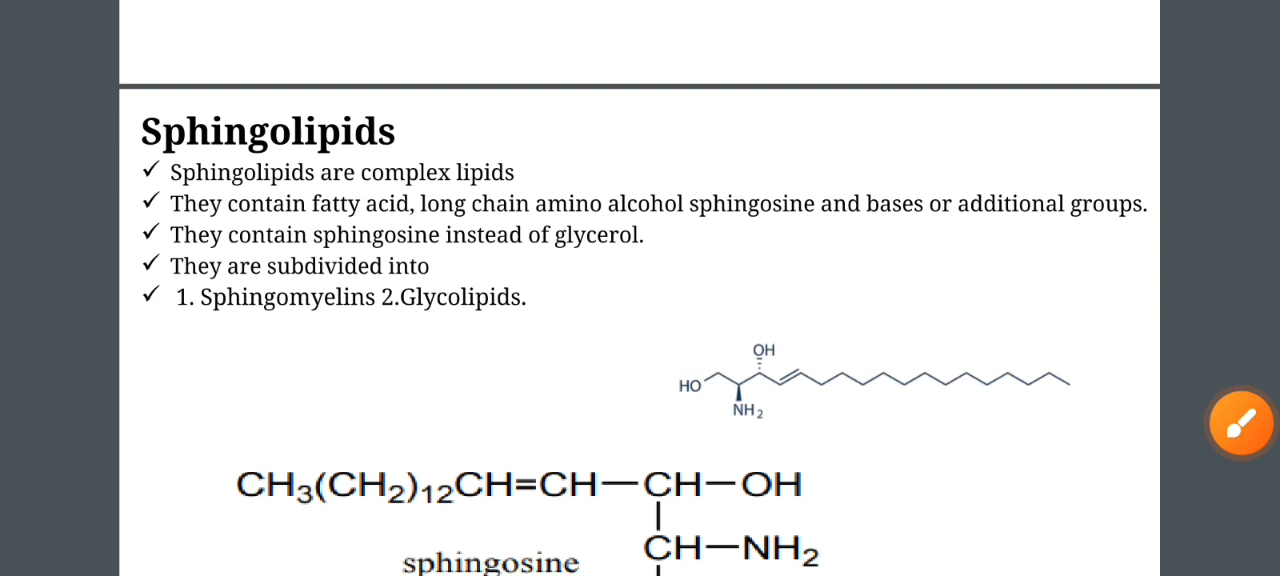 Sphingolipids
✓ Sphingolipids are complex lipids
✓ They contain fatty acid, long chain amino alcohol sphingosine and bases or additional groups.
✓ They contain sphingosine instead of glycerol.
✓ They are subdivided into
✓ 1. Sphingomyelins 2.Glycolipids.
OH
HO
NH₂
CH₃(CH₂)₁₂CH=CH—CH—OH
CH—NH₂
sphingosine